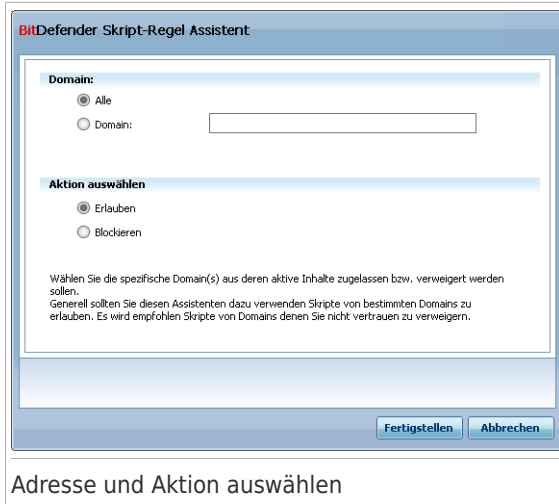 BitDefender Skript-Regel Assistent
Domain:
Alle
Domain:
Aktion auswählen
Erlauben
Blockieren
Wählen Sie die spezifische Domain(s) aus deren aktive Inhalte zugelassen bzw. verweigert werden
sollen.
Generell sollten Sie diesen Assistenten dazu verwenden Skripte von bestimmten Domains zu
erlauben. Es wird empfohlen Skripte von Domains denen Sie nicht vertrauen zu verweigern.
Fertigstellen Abbrechen
Adresse und Aktion auswählen